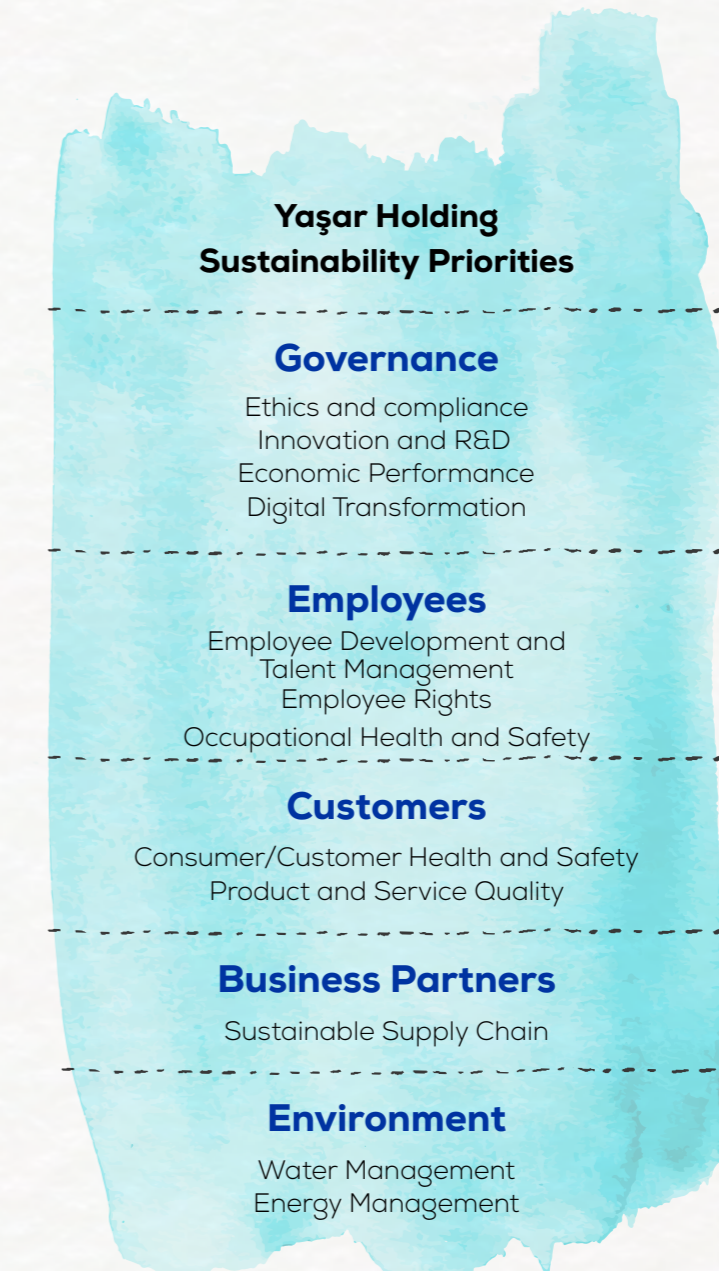 Yaşar Holding
Sustainability Priorities
Governance
Ethics and compliance
Innovation and R&D
Economic Performance
Digital Transformation
Employees
Employee Development and
Talent Management
Employee Rights
Occupational Health and Safety
Customers
Consumer/Customer Health and Safety
Product and Service Quality
Business Partners
Sustainable Supply Chain
Environment
Water Management
Energy Management